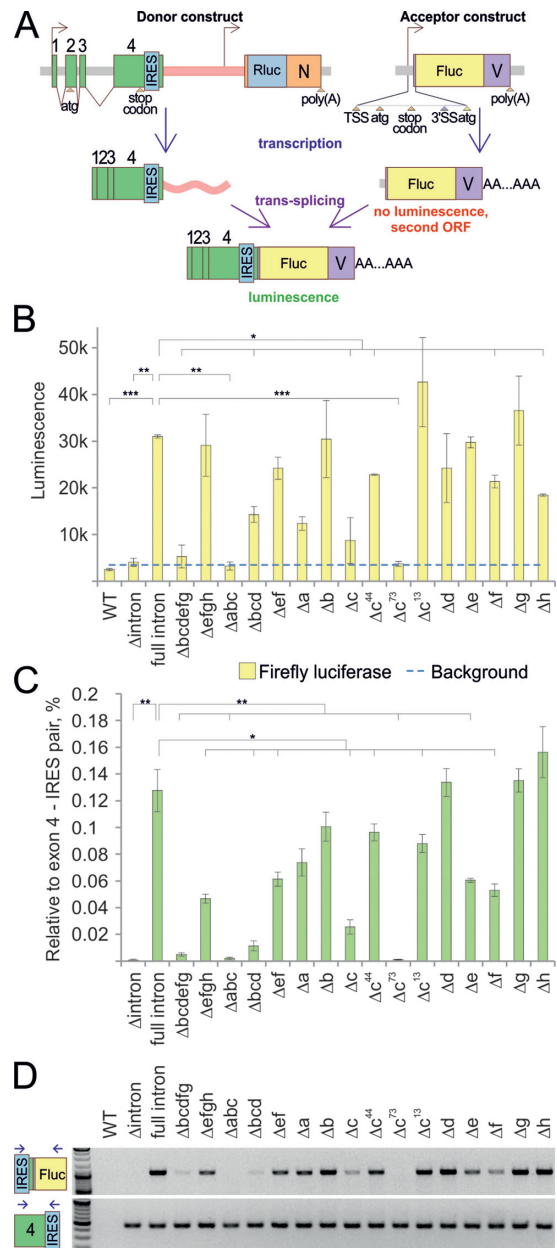 A
Donor construct
Acceptor construct
1 2 3 4
IRES
Rluc N
Fluc V
atg
stop codon
poly(A)
TSS atg stop codon 3'SS atg
poly(A)
transcription
123 4
IRES
Fluc V AA...AAA
trans-splicing
no luminescence,
second ORF
123 4
IRES
Fluc V AA...AAA
luminescence
B
Luminescence
50k
40k
30k
20k
10k
*
** **
*** ***
WT
Δintron
full intron
Δbcdefg
Δefgh
Δabc
Δbcd
Δef
Δa
Δb
Δc
Δc44
Δc73
Δc13
Δd
Δe
Δf
Δg
Δh
Firefly luciferase
Background
C
Relative to exon 4 - IRES pair, %
0.2
0.18
0.16
0.14
0.12
0.10
0.08
0.06
0.04
0.02
** **
*
Δintron
full intron
Δbcdefg
Δefgh
Δabc
Δbcd
Δef
Δa
Δb
Δc
Δc44
Δc73
Δc13
Δd
Δe
Δf
Δg
Δh
D
WT
Δintron
full intron
Δbcdfg
Δefgh
Δabc
Δbcd
Δef
Δa
Δb
Δc
Δc44
Δc73
Δc13
Δd
Δe
Δf
Δg
Δh
IRES
Fluc
4
IRES